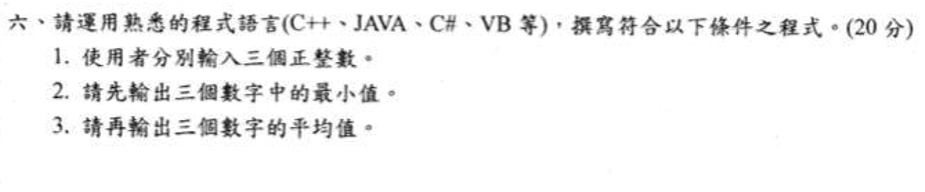 六、請運用熟悉的程式語言(C++、JAVA、C#、VB 等)，撰寫符合以下條件之程式。(20 分)
1. 使用者分別輸入三個正整數。
2. 請先輸出三個數字中的最小值。
3. 請再輸出三個數字的平均值。